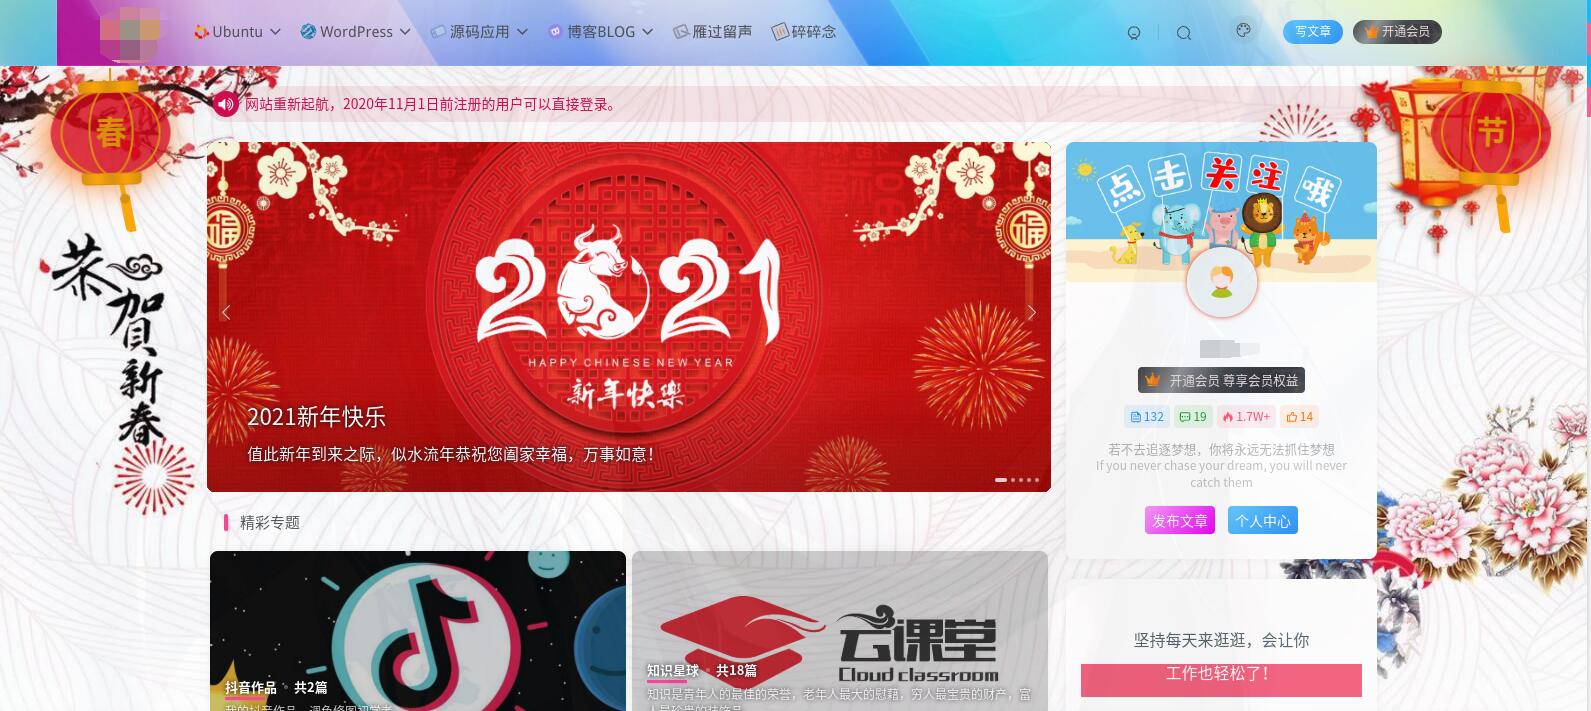 Ubuntu
WordPress
源码应用
博客BLOG
雁过留声
碎碎念
写文章
开通会员
网站重新起航，2020年11月1日前注册的用户可以直接登录。
春
节
恭
賀
新
春
福
福
2021
HAPPY CHINESE NEW YEAR
新年快樂
2021新年快乐
值此新年到来之际，似水流年恭祝您阖家幸福，万事如意！
点击关注哦
开通会员 尊享会员权益
132
19
1.7W+
14
若不去追逐梦想，你将永远无法抓住梦想
If you never chase your dream, you will never
catch them
发布文章
个人中心
精彩专题
抖音作品
共2篇
云课堂
Cloud classroom
知识星球
共18篇
知识是青年人的最佳的荣誉，老年人最大的慰藉，穷人最宝贵的财产，富
坚持每天来逛逛，会让你
工作也轻松了！